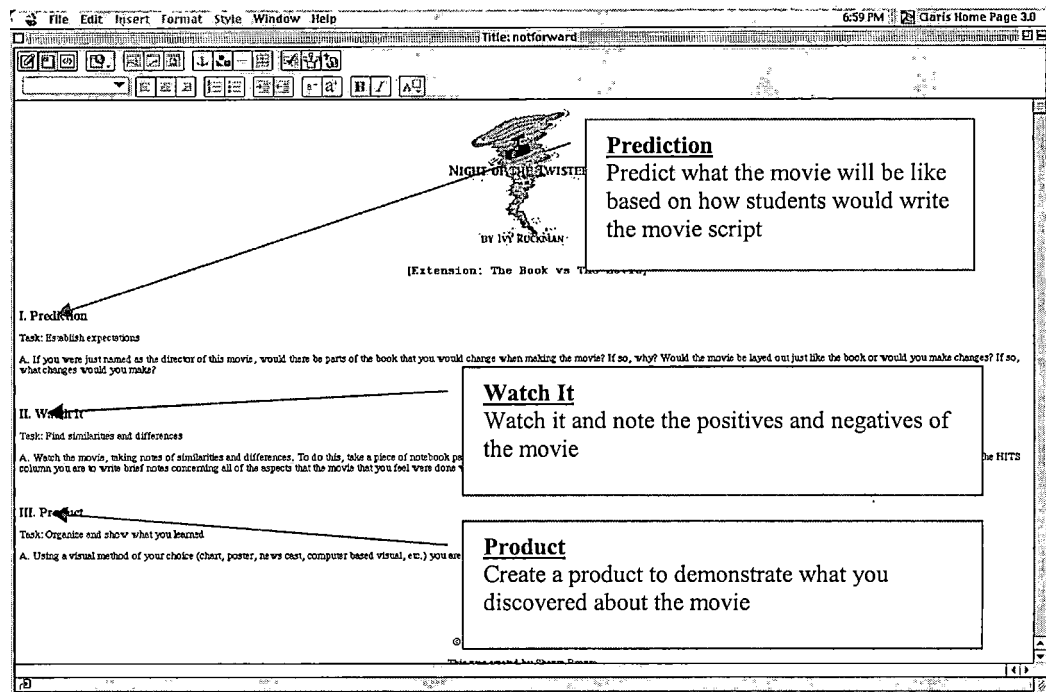 File Edit Insert Format Style Window Help
6:59 PM Claris Home Page 3.0
Title: notforward
B I
NIGHT OF THE TWISTE
BY IVY RUCKMAN
[Extension: The Book vs The Movie]
Prediction
Predict what the movie will be like
based on how students would write
the movie script
I. Prediction
Task: Establish expectations
A. If you were just named as the director of this movie, would there be parts of the book that you would change when making the movie? If so, why? Would the movie be layed out just like the book or would you make changes? If so,
what changes would you make?
Watch It
Watch it and note the positives and negatives of
the movie
II. Watch It
Task: Find similarities and differences
A. Watch the movie, taking notes of similarities and differences. To do this, take a piece of notebook pa
he HITS
column you are to write brief notes concerning all of the aspects that the movie that you feel were done
Product
Create a product to demonstrate what you
discovered about the movie
III. Product
Task: Organize and show what you learned
A. Using a visual method of your choice (chart, poster, news cast, computer based visual, etc.) you are
©